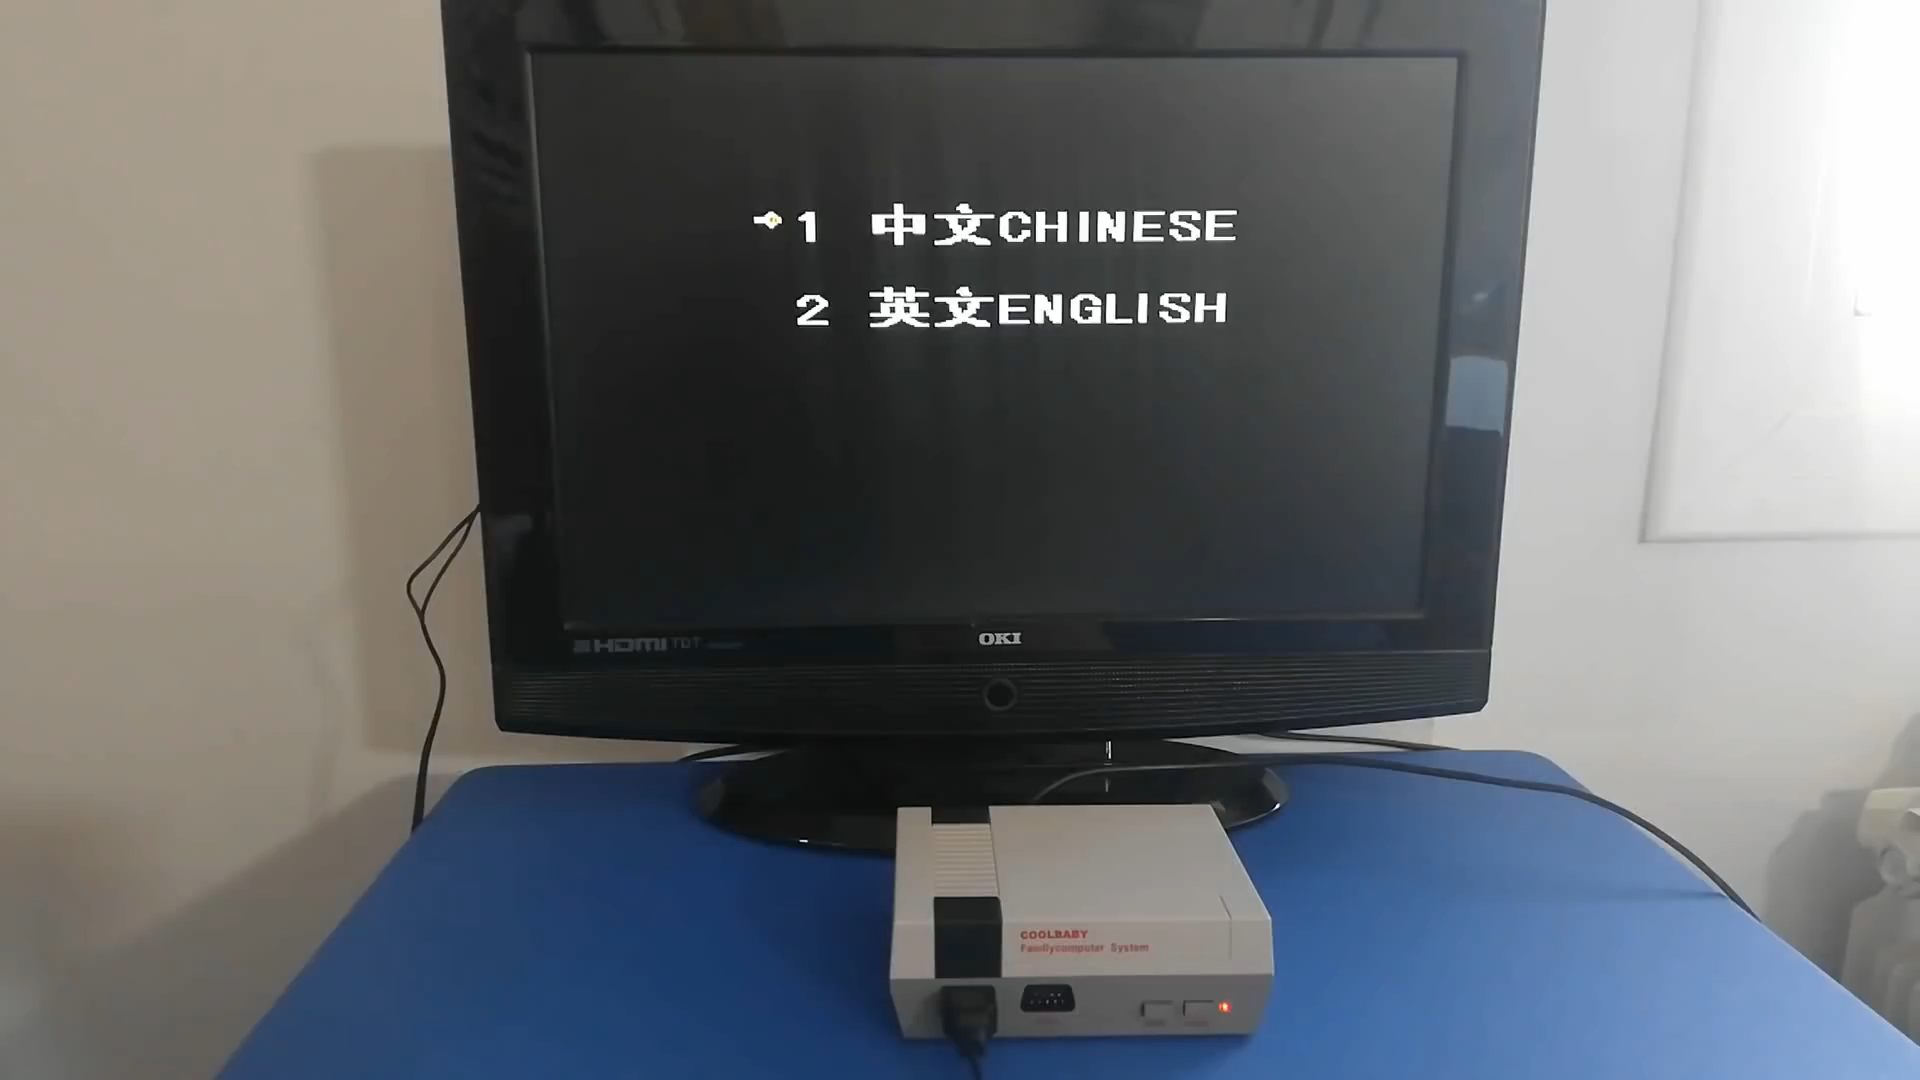 1 中文CHINESE
2 英文ENGLISH
HDMI TDT
OKI
COOLBABY
Familycomputer System